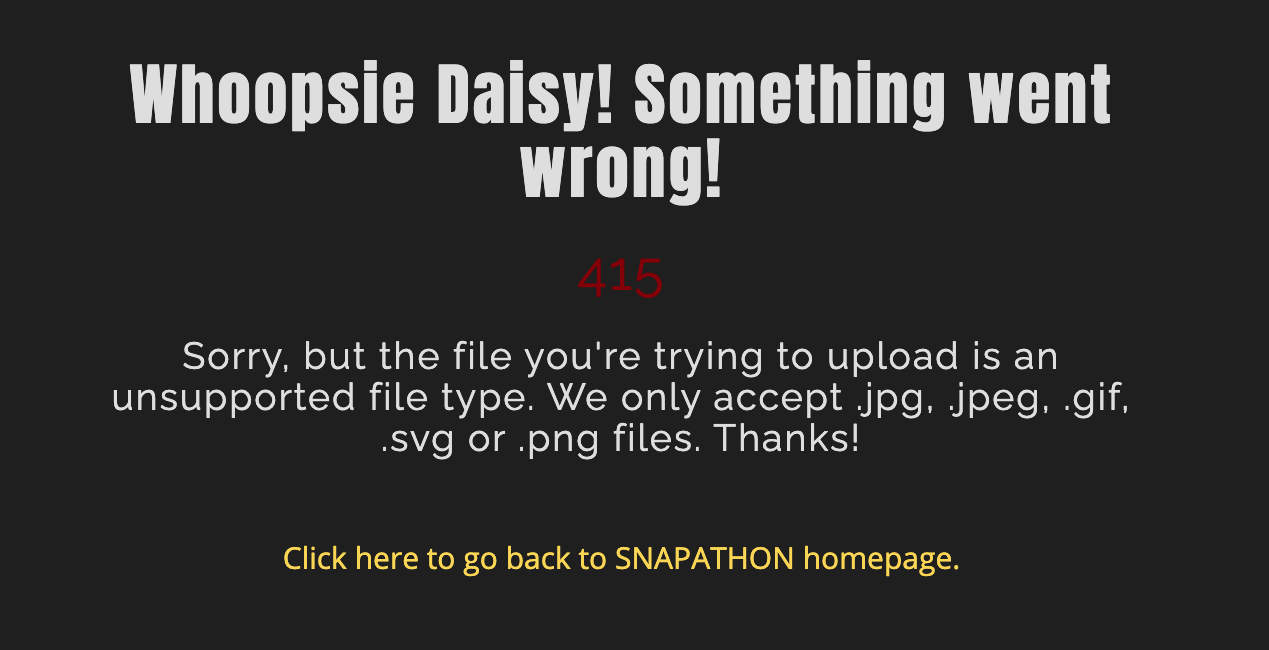 Whoopsie Daisy! Something went
wrong!
415
Sorry, but the file you're trying to upload is an
unsupported file type. We only accept .jpg, .jpeg, .gif,
.svg or .png files. Thanks!
Click here to go back to SNAPATHON homepage.